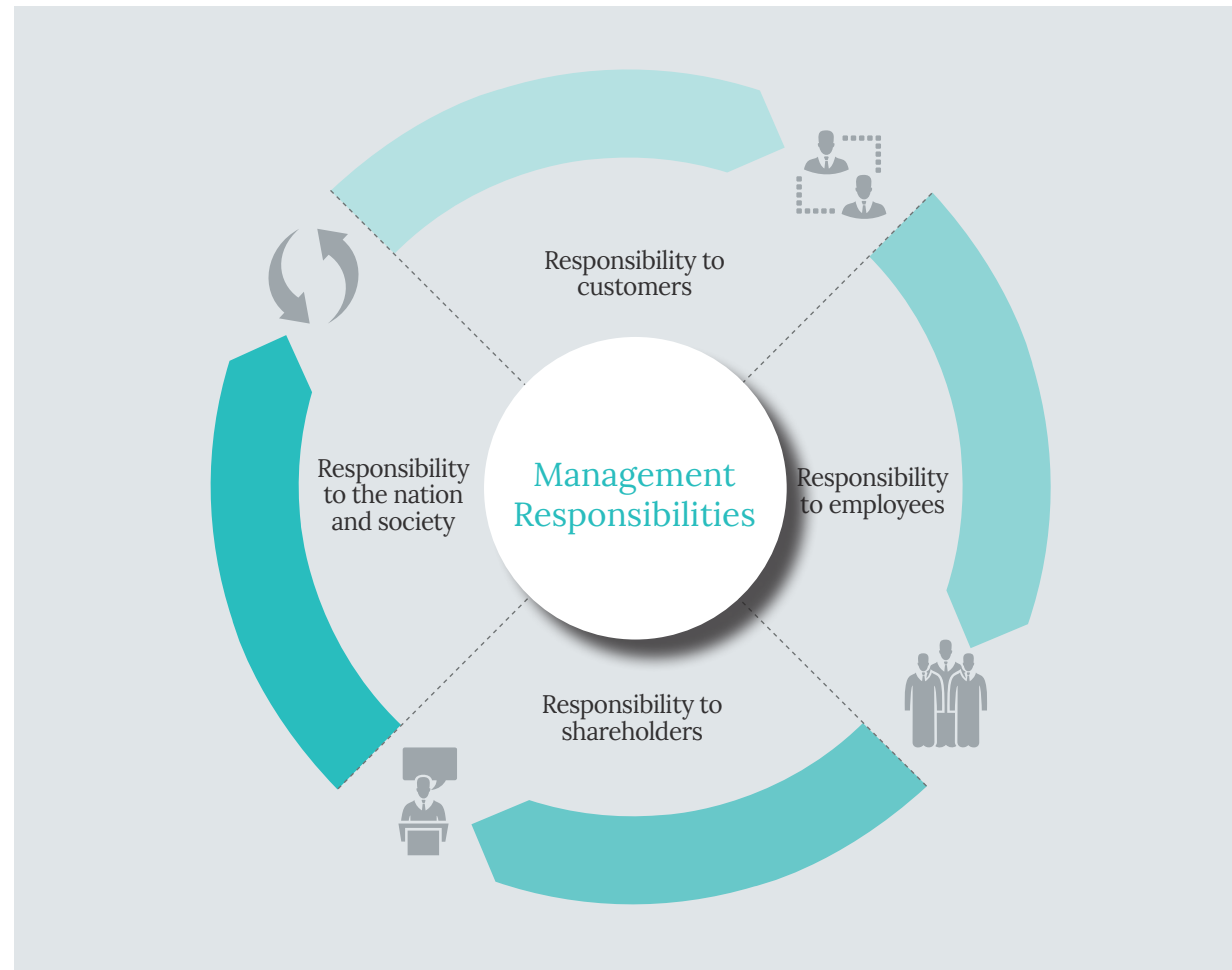 Responsibility to
customers
Responsibility
to the nation
and society
Management
Responsibilities
Responsibility
to employees
Responsibility to
shareholders